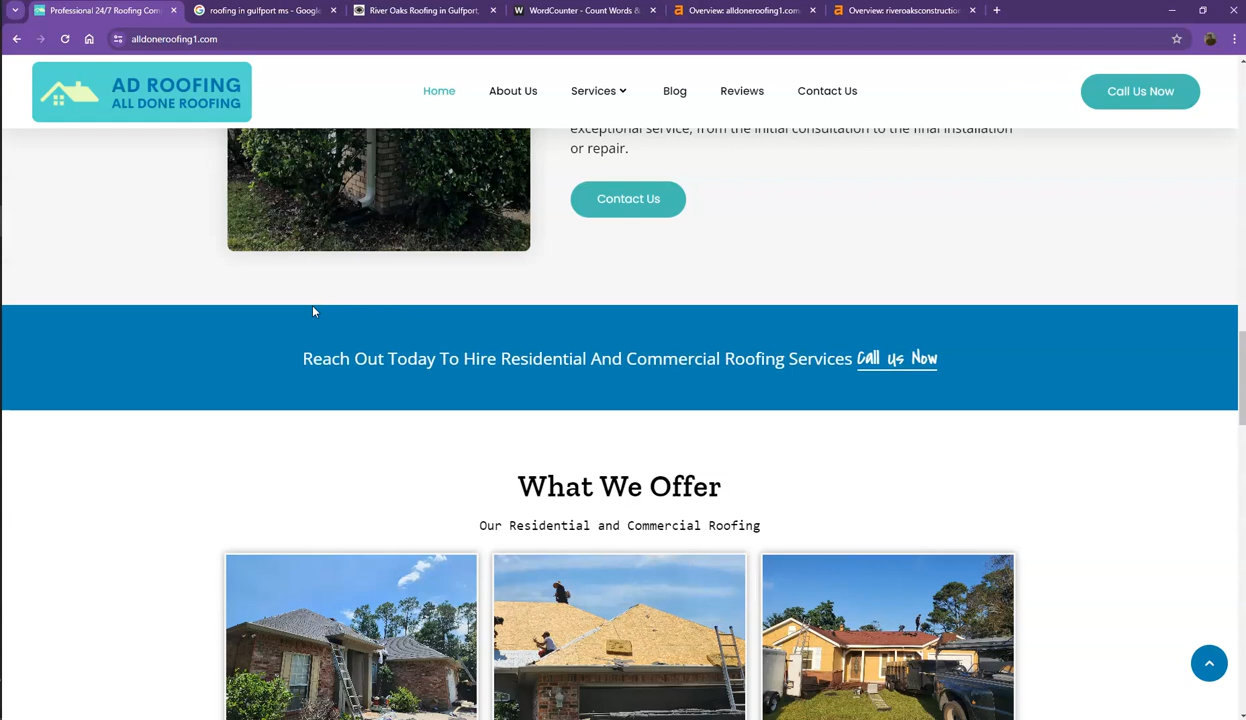 Professional 24/7 Roofing Com
roofing in gulfport ms - Google
River Oaks Roofing in Gulfport,
WordCounter - Count Words &
Overview: alldoneroofing1.com
Overview: riveroaksconstruction
alldoneroofing1.com
AD ROOFING
ALL DONE ROOFING
Home
About Us
Services
Blog
Reviews
Contact Us
Call Us Now
exceptional service, from the initial consultation to the final installation
or repair.
Contact Us
Reach Out Today To Hire Residential And Commercial Roofing Services Call Us Now
What We Offer
Our Residential and Commercial Roofing